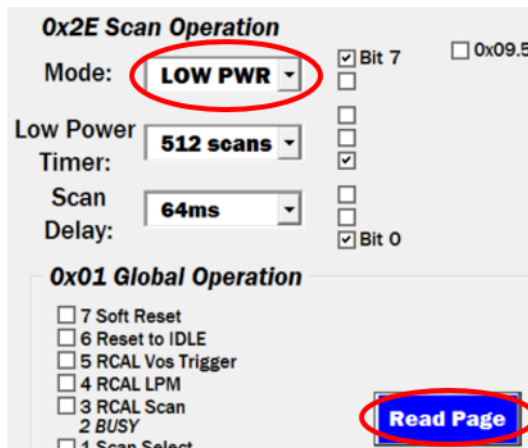 0x2E Scan Operation
Mode: LOW PWR Bit 7 0x09.5
Low Power Timer: 512 scans
Scan Delay: 64ms
Bit 0
0x01 Global Operation
7 Soft Reset
6 Reset to IDLE
5 RCAL Vos Trigger
4 RCAL LPM
3 RCAL Scan
2 BUSY
Read Page
1 Scan Select